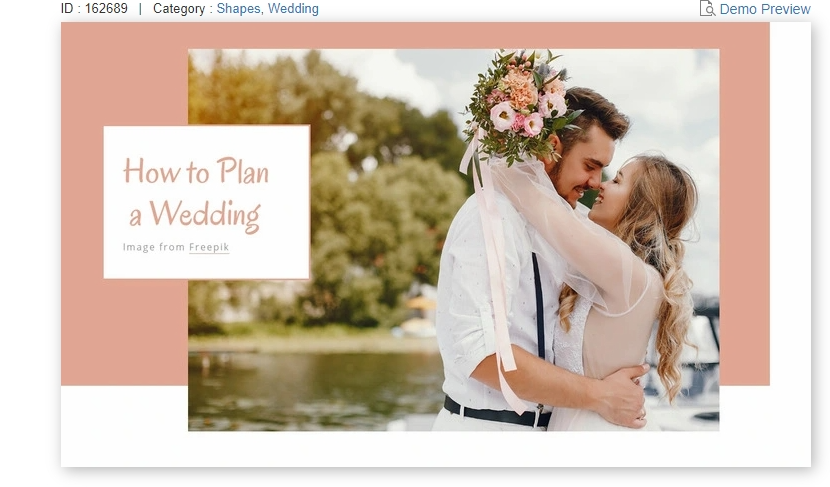 ID : 162689 | Category : Shapes, Wedding Demo Preview
How to Plan
a Wedding
Image from Freepik